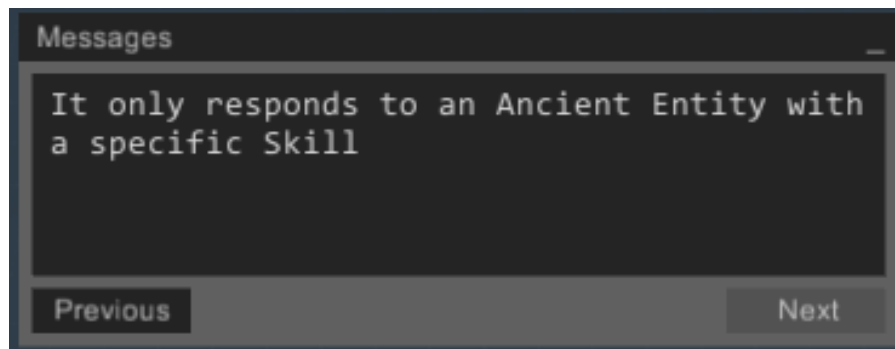 Messages
It only responds to an Ancient Entity with
a specific Skill
Previous
Next